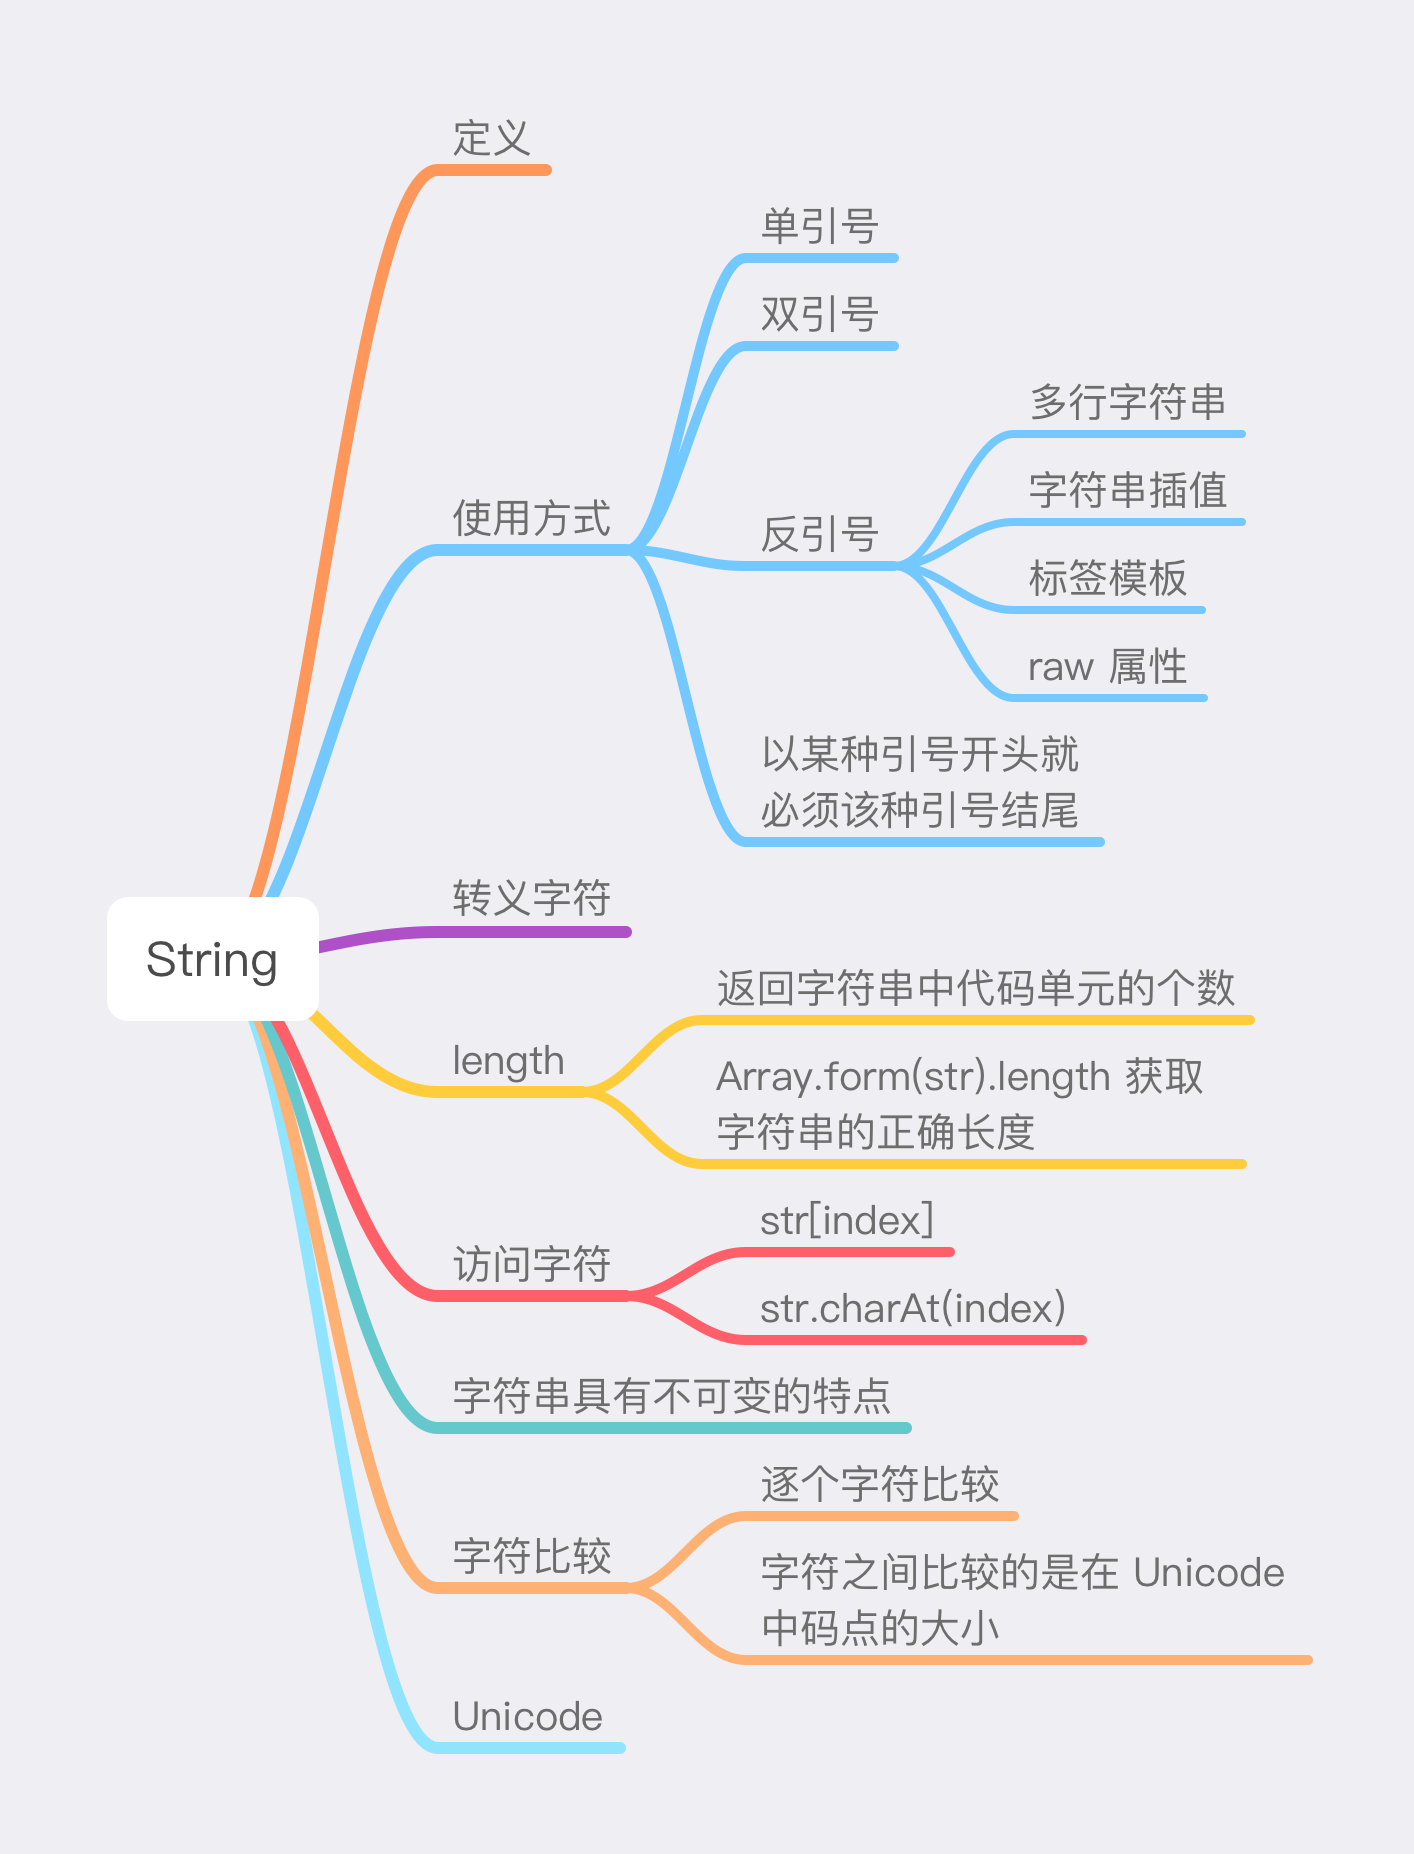 定义
单引号
双引号
多行字符串
字符串插值
使用方式
反引号
标签模板
raw 属性
以某种引号开头就
必须该种引号结尾
转义字符
String
返回字符串中代码单元的个数
length
Array.form(str).length 获取
字符串的正确长度
str[index]
访问字符
str.charAt(index)
字符串具有不可变的特点
逐个字符比较
字符比较
字符之间比较的是在 Unicode
中码点的大小
Unicode